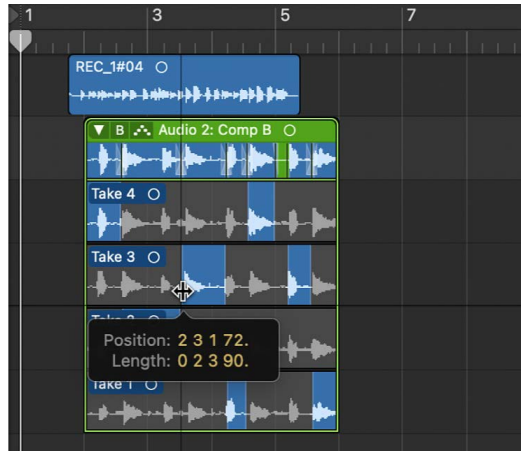 1 3 5 7
REC_1#04
B Audio 2: Comp B
Take 4
Take 3
Position: 2 3 1 72.
Length: 0 2 3 90.
Take 1